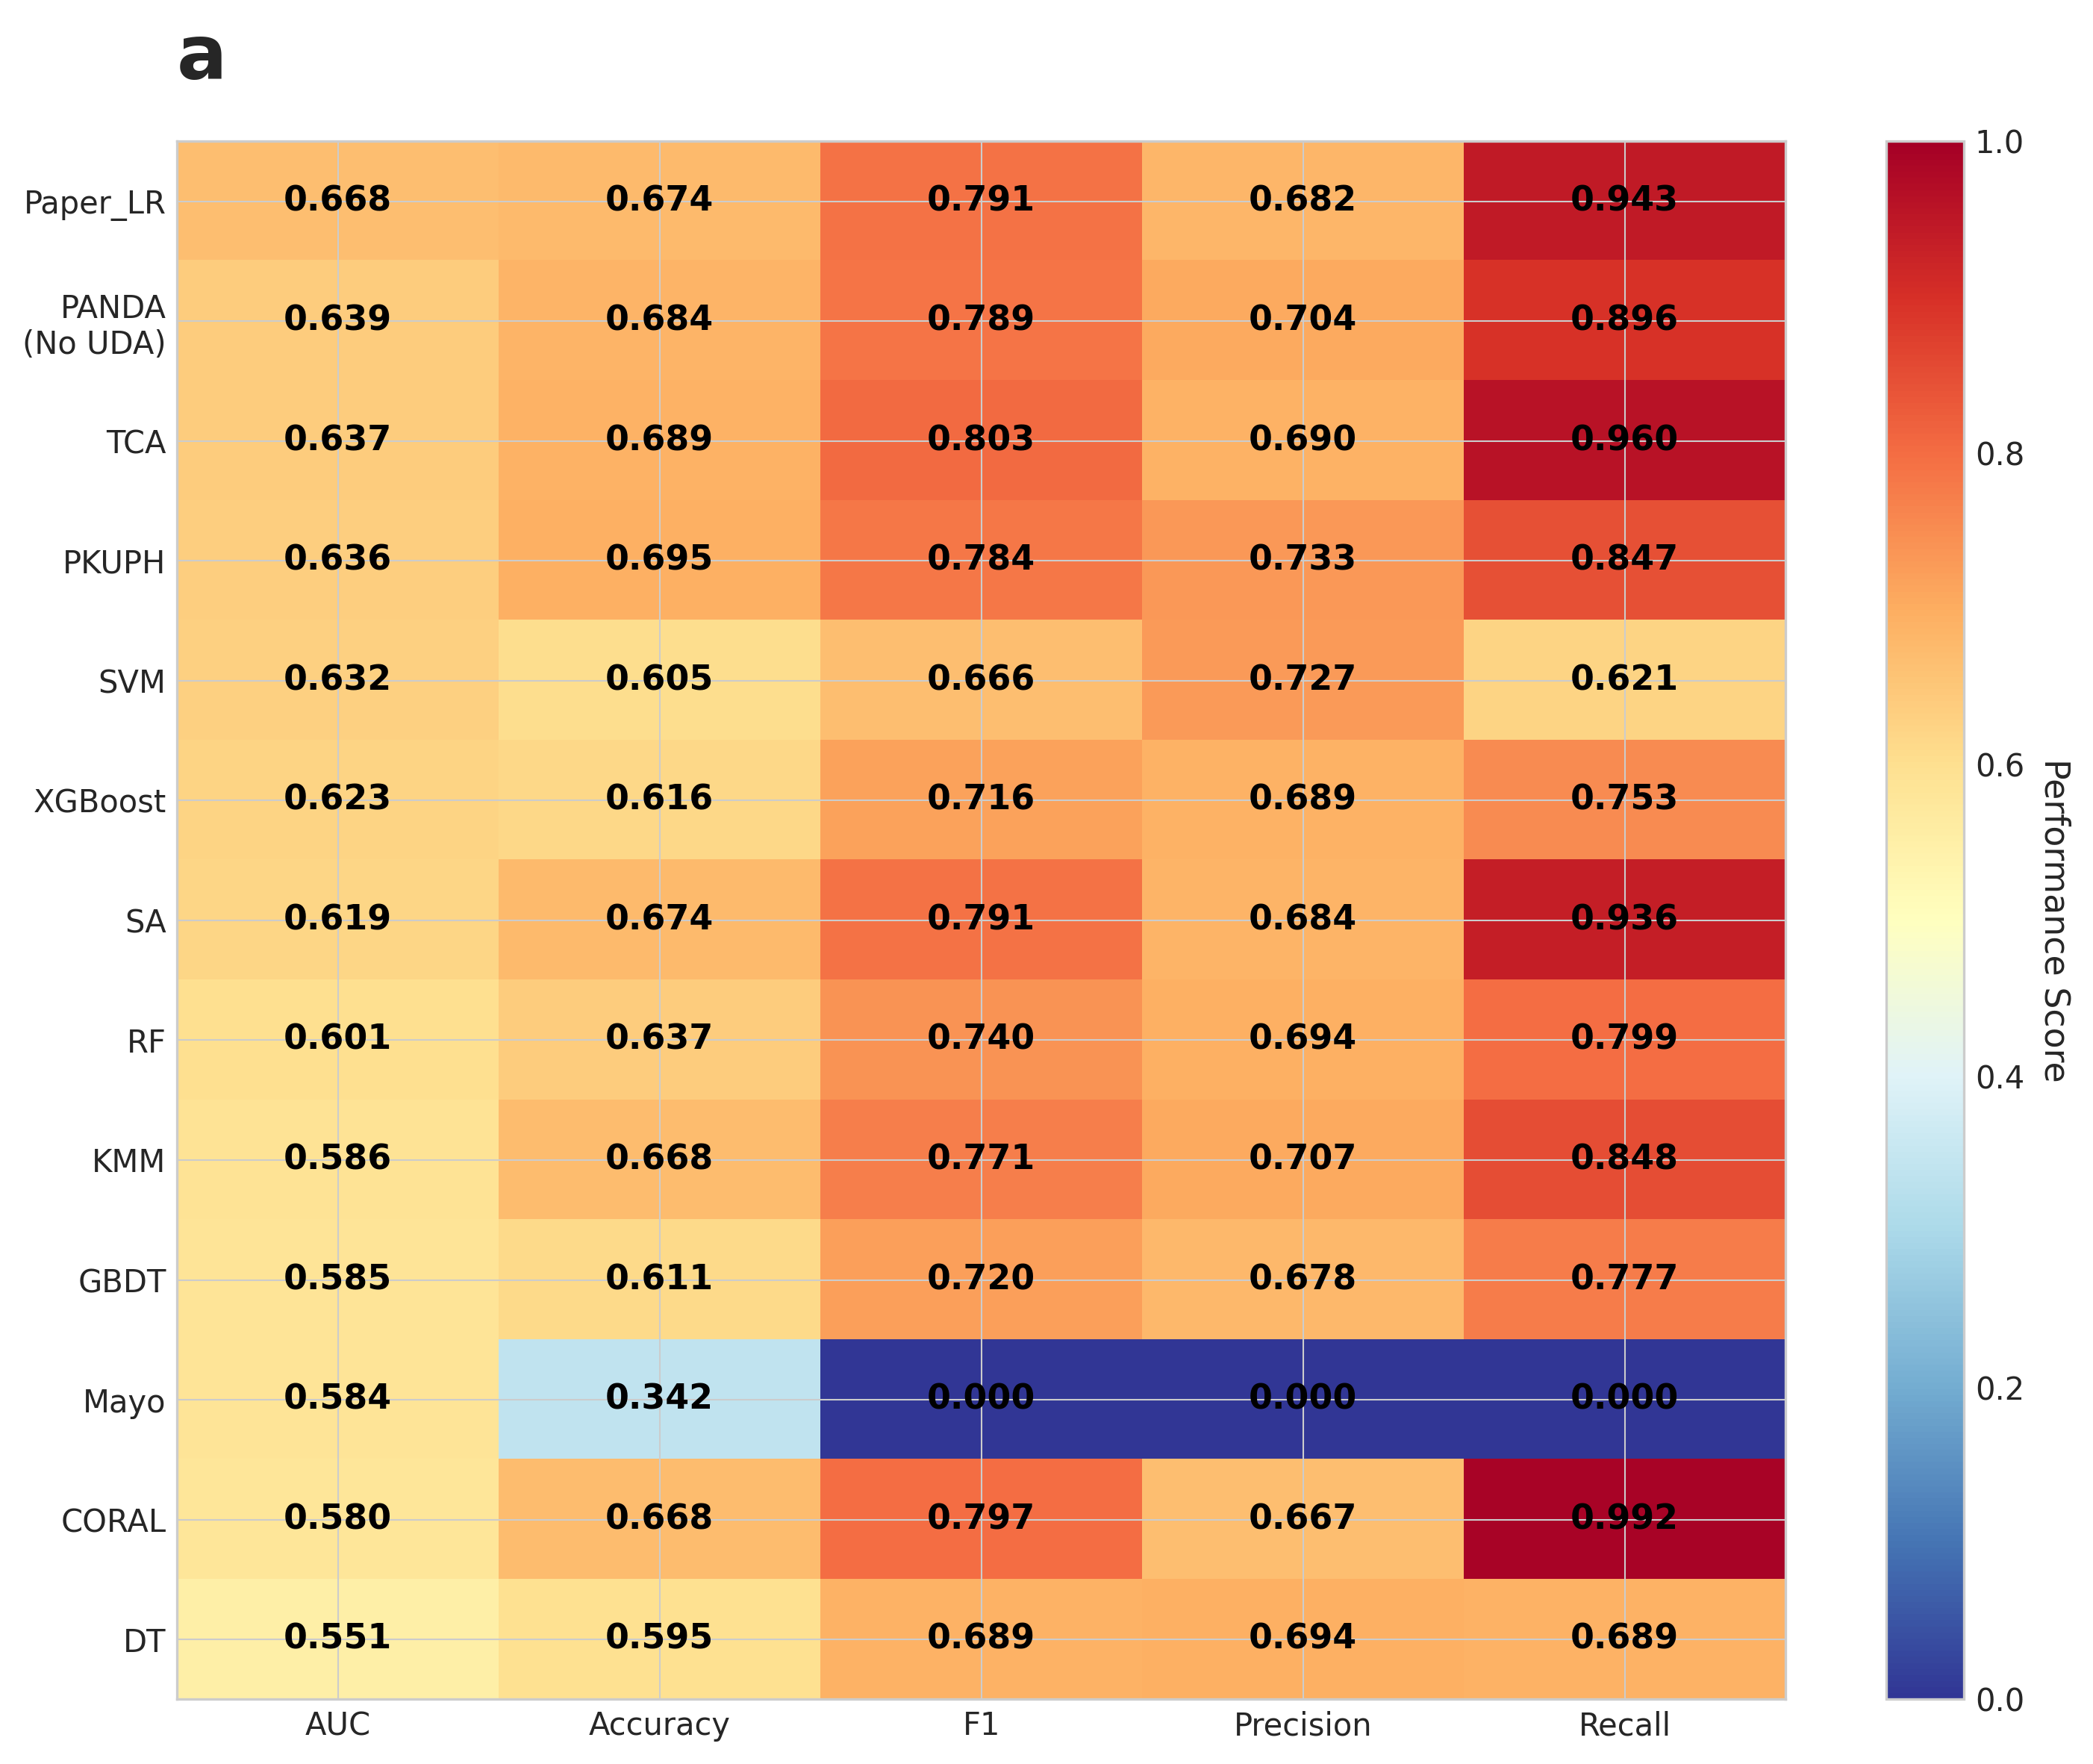 a
Paper_LR 0.668 0.674 0.791 0.682 0.943
PANDA
(No UDA) 0.639 0.684 0.789 0.704 0.896
TCA 0.637 0.689 0.803 0.690 0.960
PKUPH 0.636 0.695 0.784 0.733 0.847
SVM 0.632 0.605 0.666 0.727 0.621
XGBoost 0.623 0.616 0.716 0.689 0.753
SA 0.619 0.674 0.791 0.684 0.936
RF 0.601 0.637 0.740 0.694 0.799
KMM 0.586 0.668 0.771 0.707 0.848
GBDT 0.585 0.611 0.720 0.678 0.777
Mayo 0.584 0.342 0.000 0.000 0.000
CORAL 0.580 0.668 0.797 0.667 0.992
DT 0.551 0.595 0.689 0.694 0.689
AUC Accuracy F1 Precision Recall
1.0
0.8
0.6
0.4
0.2
0.0
Performance Score